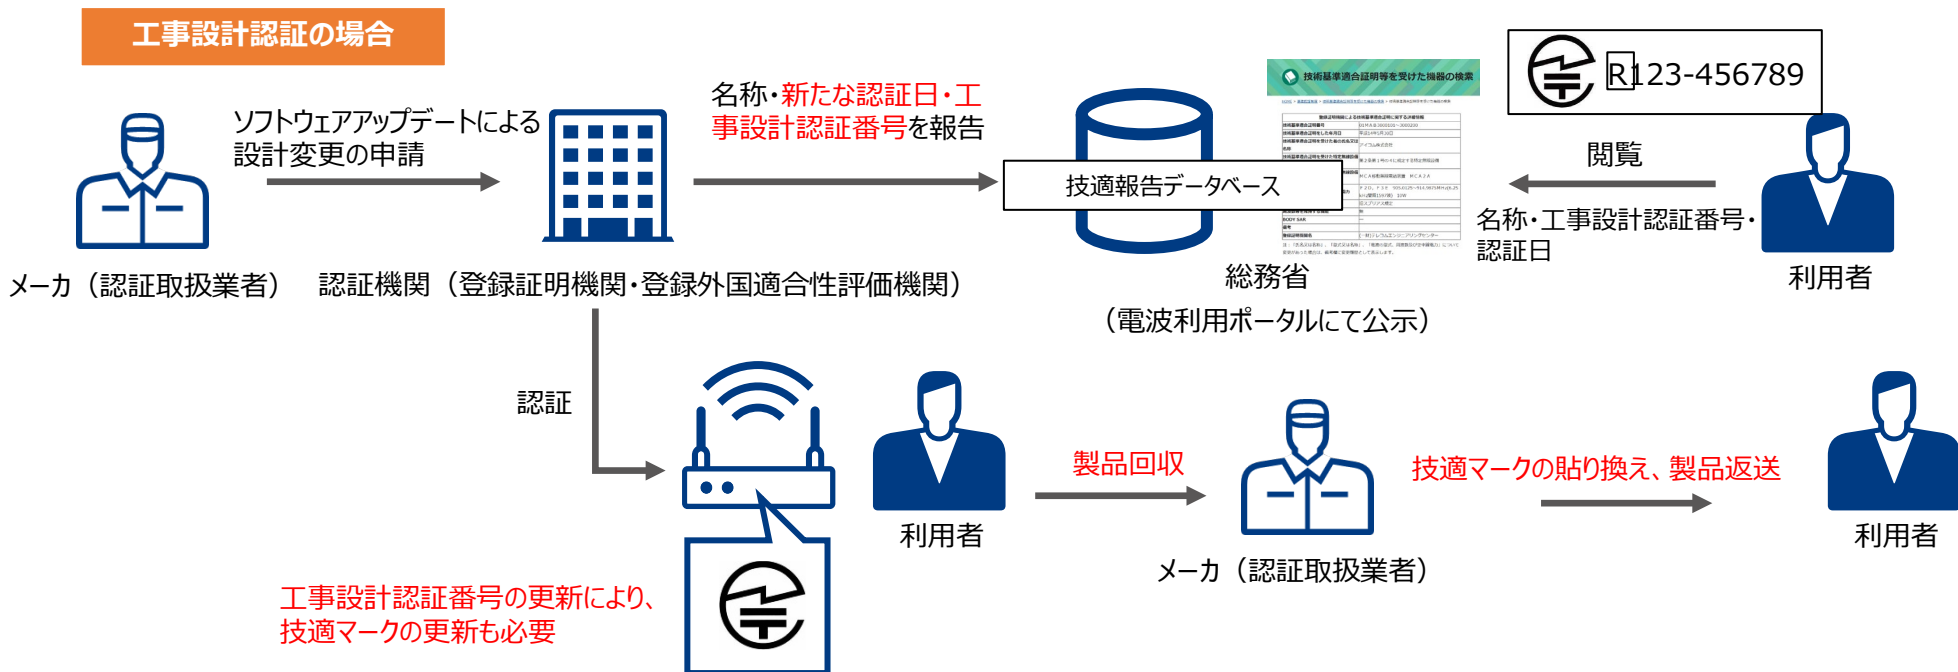 工事設計認証の場合
ソフトウェアアップデートによる
設計変更の申請
名称・新たな認証日・工
事設計認証番号を報告
技術基準適合証明等を受けた機器の検索
技適報告データベース
R123-456789
閲覧
名称・工事設計認証番号・
認証日
メーカ（認証取扱業者）
認証機関（登録証明機関・登録外国適合性評価機関）
総務省
（電波利用ポータルにて公示）
利用者
認証
利用者
製品回収
メーカ（認証取扱業者）
技適マークの貼り換え、製品返送
利用者
工事設計認証番号の更新により、
技適マークの更新も必要